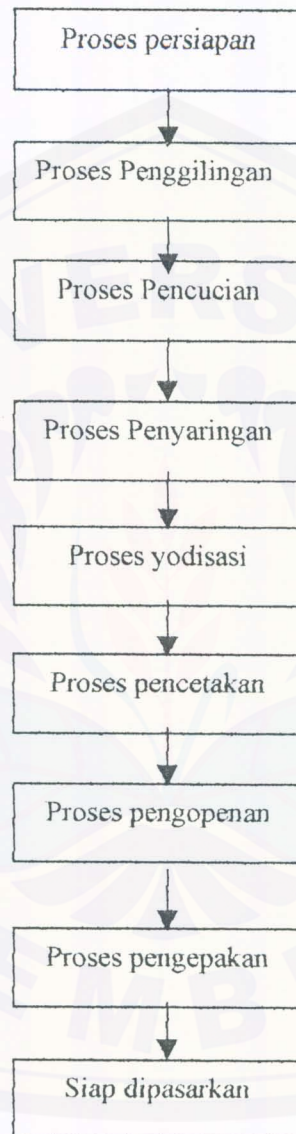 Proses persiapan
Proses Penggilingan
Proses Pencucian
Proses Penyaringan
Proses yodisasi
Proses pencetakan
Proses pengopenan
Proses pengepakan
Siap dipasarkan